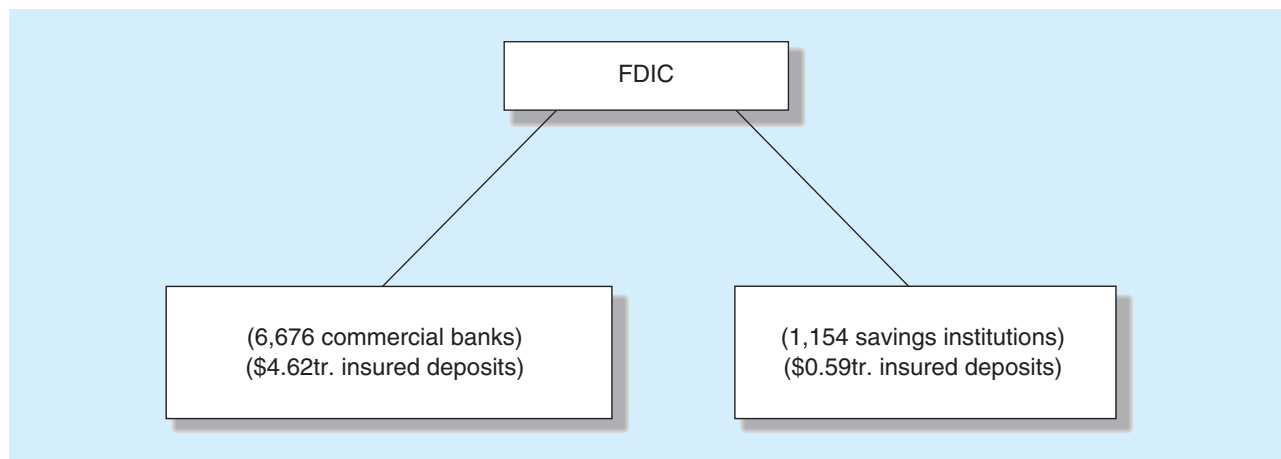 FDIC
(6,676 commercial banks)
($4.62tr. insured deposits)
(1,154 savings institutions)
($0.59tr. insured deposits)